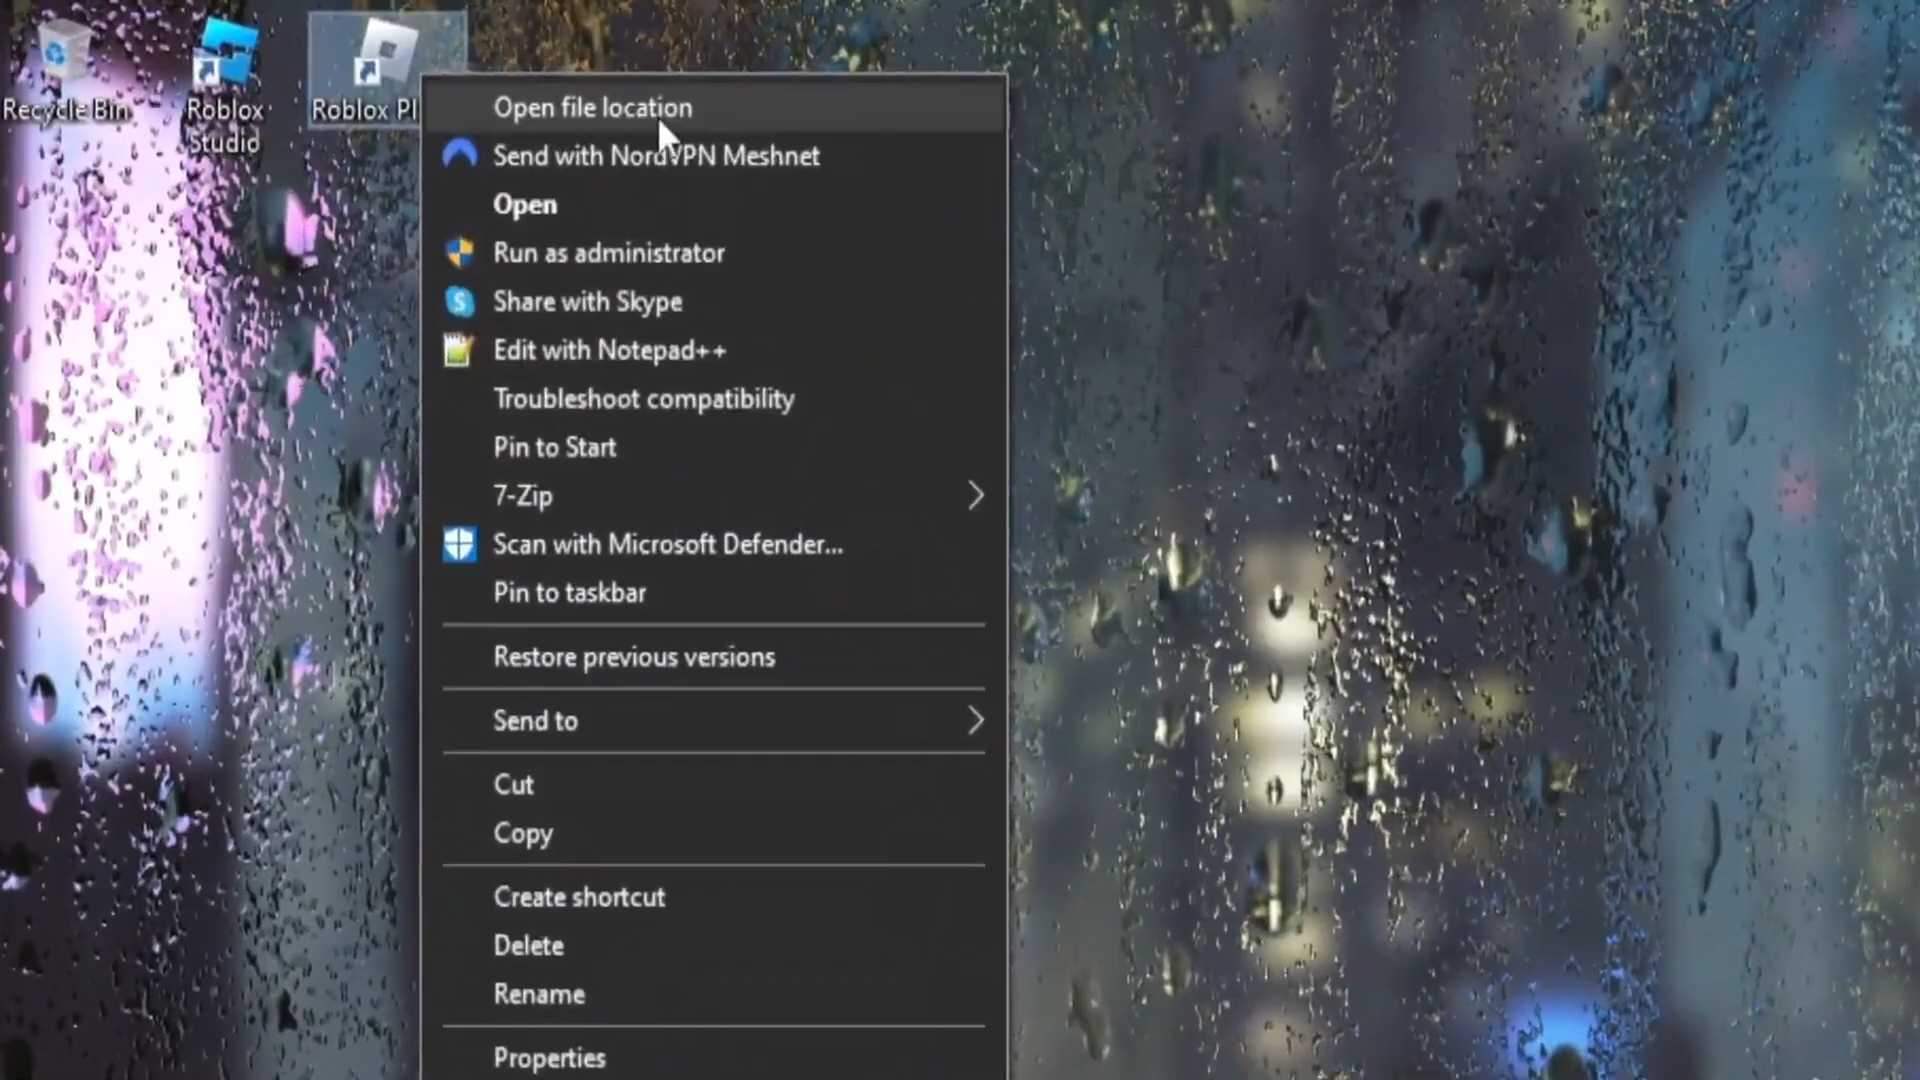 Recycle Bin
Roblox
Studio
Roblox Pl
Open file location
Send with NordVPN Meshnet
Open
Run as administrator
Share with Skype
Edit with Notepad++
Troubleshoot compatibility
Pin to Start
7-Zip
Scan with Microsoft Defender...
Pin to taskbar
Restore previous versions
Send to
Cut
Copy
Create shortcut
Delete
Rename
Properties